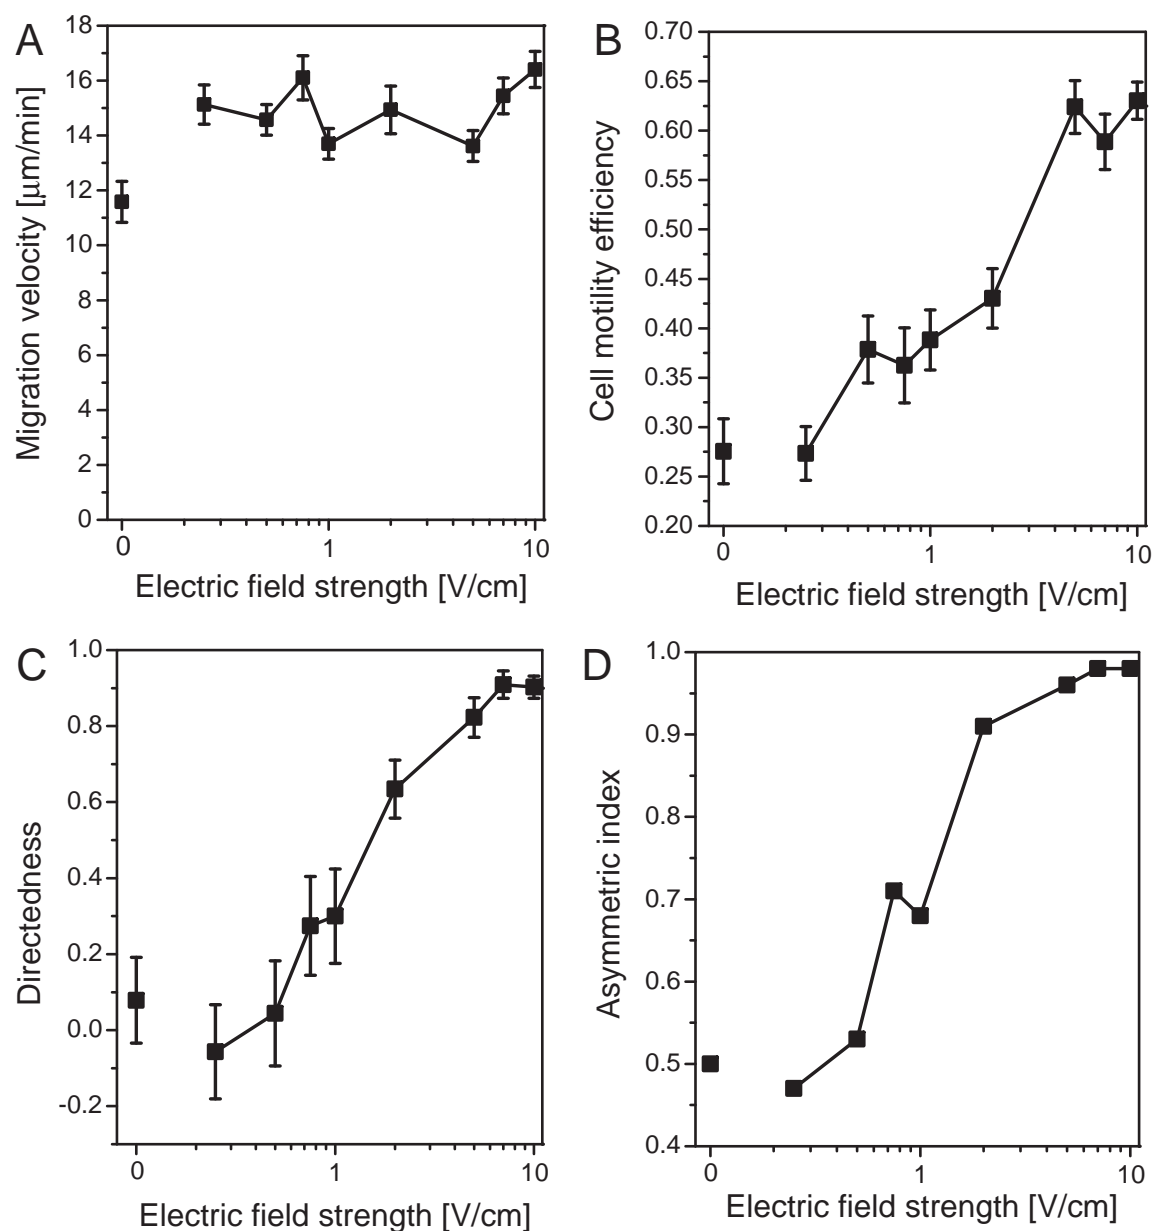 A
Migration velocity [μm/min]
18
16
14
12
10
8
6
4
2
0
0 1 10
Electric field strength [V/cm]
B
Cell motility efficiency
0.70
0.65
0.60
0.55
0.50
0.45
0.40
0.35
0.30
0.25
0.20
0 1 10
Electric field strength [V/cm]
C
Directedness
1.0
0.8
0.6
0.4
0.2
0.0
-0.2
0 1 10
Electric field strength [V/cm]
D
Asymmetric index
1.0
0.9
0.8
0.7
0.6
0.5
0.4
0 1 10
Electric field strength [V/cm]